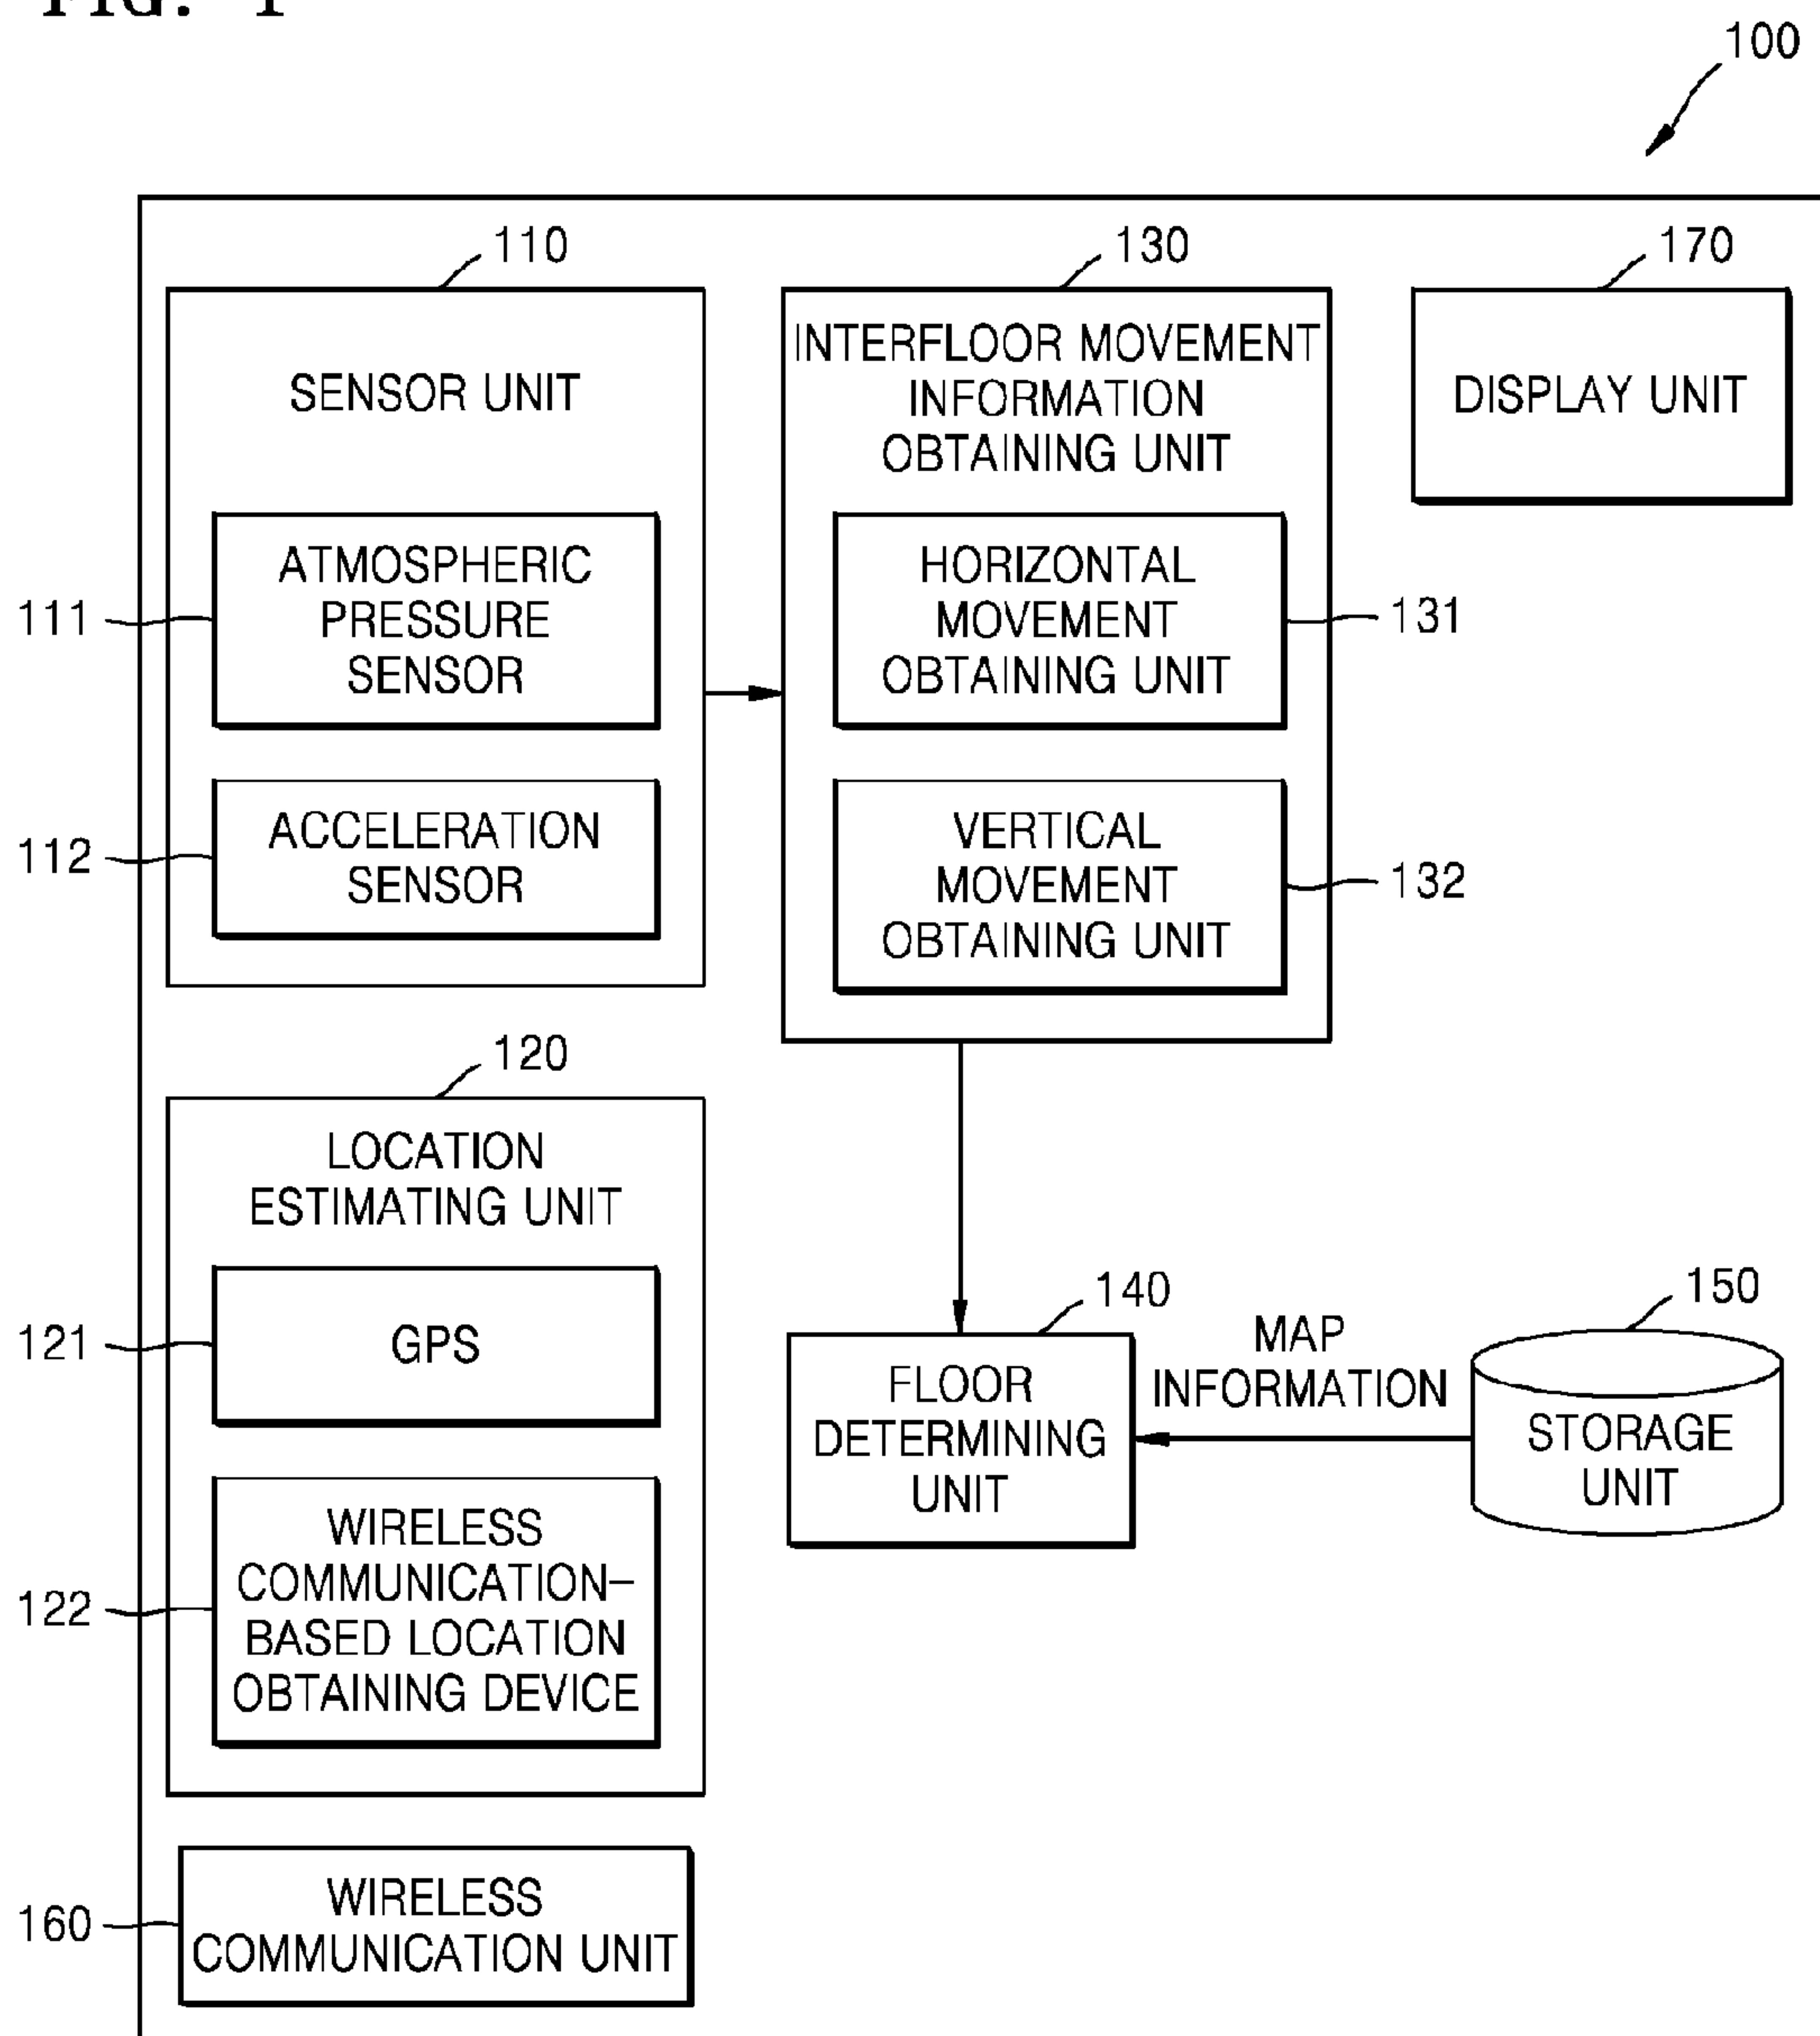 FIG. 1
100
110
130
170
SENSOR UNIT
INTERFLOOR MOVEMENT
INFORMATION
OBTAINING UNIT
DISPLAY UNIT
111
ATMOSPHERIC
PRESSURE
SENSOR
HORIZONTAL
MOVEMENT
OBTAINING UNIT
131
112
ACCELERATION
SENSOR
VERTICAL
MOVEMENT
OBTAINING UNIT
132
120
LOCATION
ESTIMATING UNIT
121
GPS
140
FLOOR
DETERMINING
UNIT
MAP
INFORMATION
150
STORAGE
UNIT
122
WIRELESS
COMMUNICATION-
BASED LOCATION
OBTAINING DEVICE
160
WIRELESS
COMMUNICATION UNIT